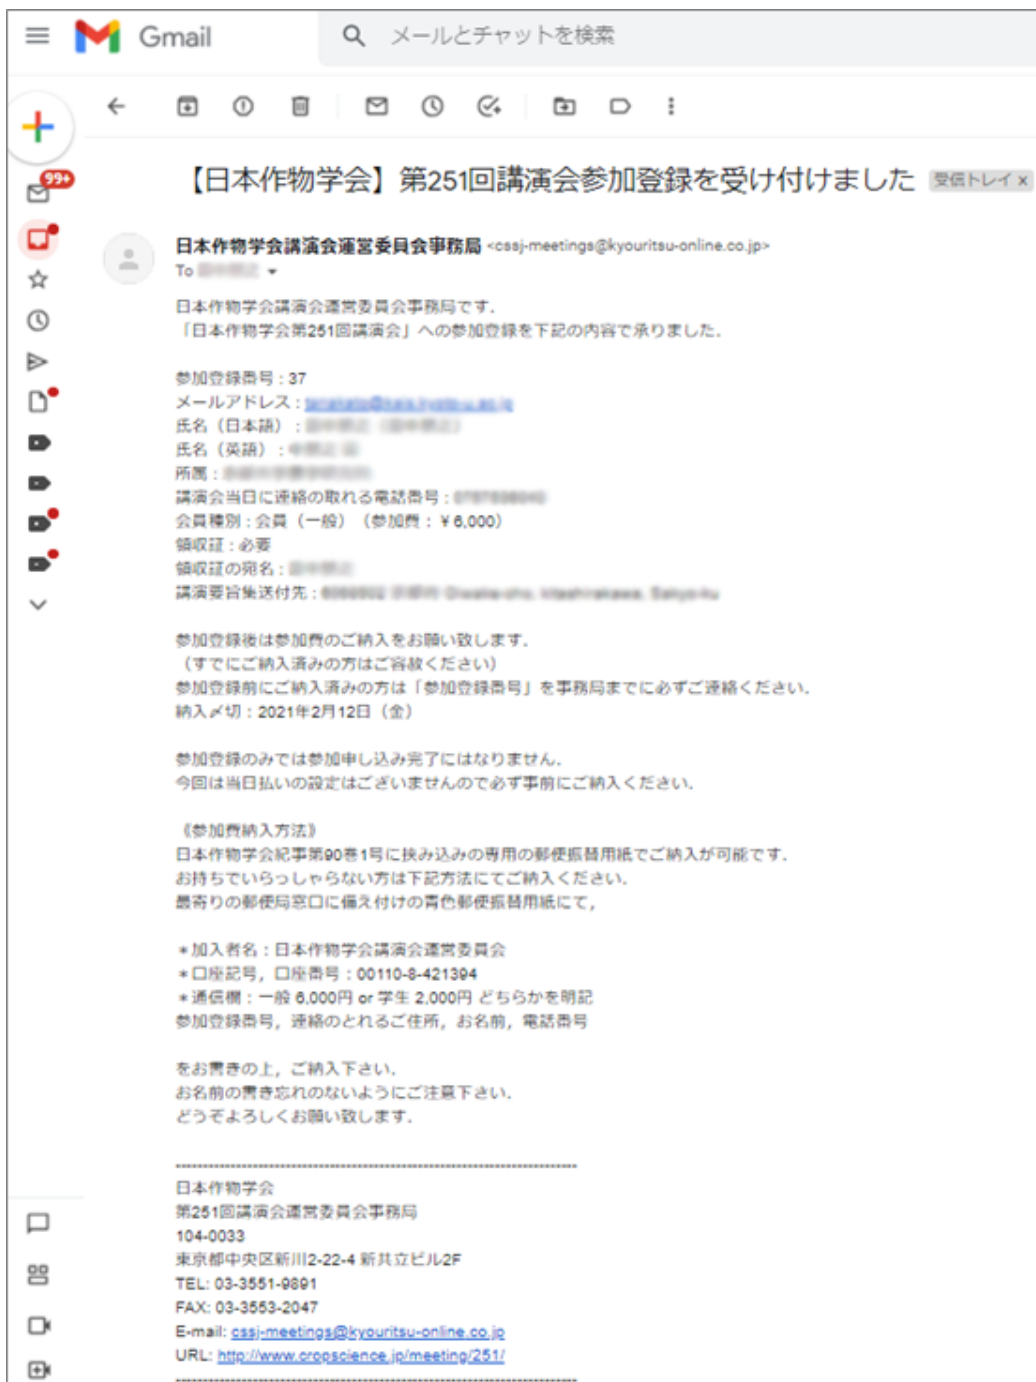 Gmail
メールとチャットを検索
【日本作物学会】第251回講演会参加登録を受け付けました 受信トレイ x
99+
日本作物学会講演会運営委員会事務局 <cssj-meetings@kyouritsu-online.co.jp>
To
日本作物学会講演会運営委員会事務局です．
「日本作物学会第251回講演会」への参加登録を下記の内容で承りました．
参加登録番号 : 37
メールアドレス :
氏名（日本語） :
氏名（英語） :
所属 :
講演会当日に連絡の取れる電話番号 :
会員種別 : 会員（一般）（参加費 : ￥6,000）
領収証 : 必要
領収証の宛名 :
講演要旨集送付先 :
参加登録後は参加費のご納入をお願い致します．
（すでにご納入済みの方はご容赦ください）
参加登録前にご納入済みの方は「参加登録番号」を事務局までに必ずご連絡ください．
納入〆切 : 2021年2月12日（金）
参加登録のみでは参加申し込み完了にはなりません．
今回は当日払いの設定はございませんので必ず事前にご納入ください．
《参加費納入方法》
日本作物学会紀事第90巻1号に挟み込みの専用の郵便振替用紙でご納入が可能です．
お持ちでいらっしゃらない方は下記方法にてご納入ください．
最寄りの郵便局窓口に備え付けの青色郵便振替用紙にて，
＊加入者名 : 日本作物学会講演会運営委員会
＊口座記号，口座番号 : 00110-8-421394
＊通信欄 : 一般 6,000円 or 学生 2,000円 どちらかを明記
参加登録番号，連絡のとれるご住所，お名前，電話番号
をお書きの上，ご納入下さい．
お名前の書き忘れのないようにご注意下さい．
どうぞよろしくお願い致します．
日本作物学会
第251回講演会運営委員会事務局
104-0033
東京都中央区新川2-22-4 新共立ビル2F
TEL: 03-3551-9891
FAX: 03-3553-2047
E-mail: cssj-meetings@kyouritsu-online.co.jp
URL: http://www.cropscience.jp/meeting/251/